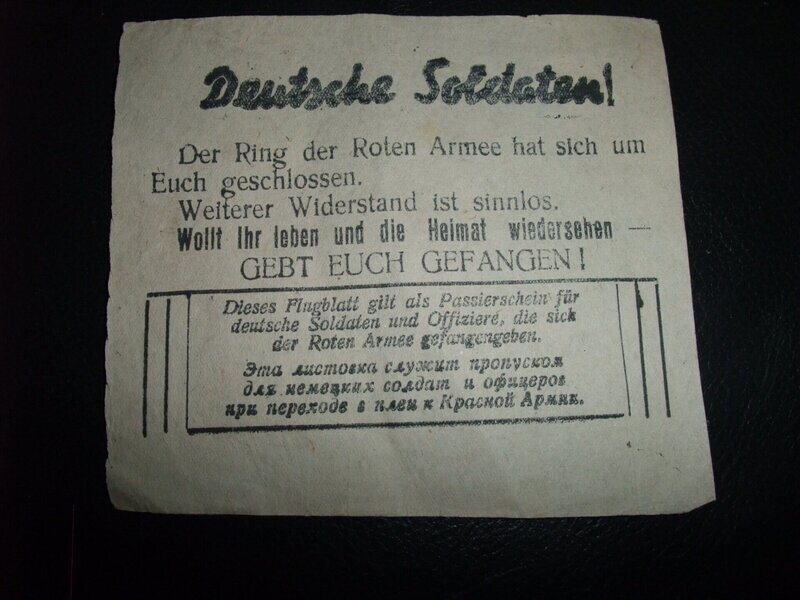 Deutsche Soldaten!
Der Ring der Roten Armee hat sich um
Euch geschlossen.
Weiterer Widerstand ist sinnlos.
Wollt Ihr leben und die Heimat wiedersehen —
GEBT EUCH GEFANGEN!
Dieses Flugblatt gilt als Passierschein für
deutsche Soldaten und Offiziere, die sich
der Roten Armee gefangengeben.
Эта листовка служит пропуском
для немецких солдат и офицеров
при переходе в плен к Красной Армии.